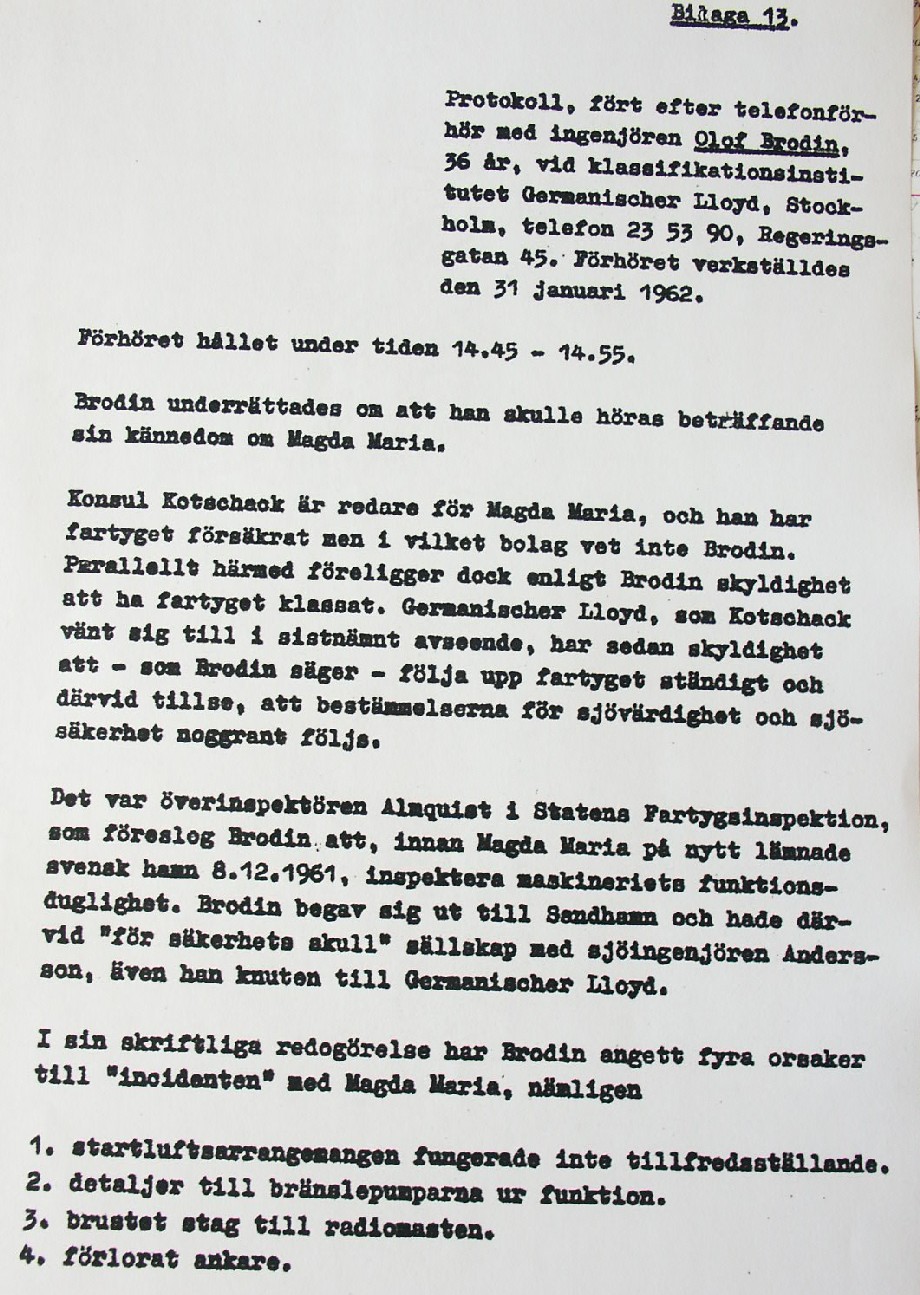 Bilaga 13.
Protokoll, fört efter telefonför-
hör med ingenjören Olof Brodin,
36 år, vid klassifikationsinsti-
tutet Germanischer Lloyd, Stock-
holm, telefon 23 53 90, Regerings-
gatan 45. Förhöret verkställdes
den 31 januari 1962.
Förhöret hållet under tiden 14.45 - 14.55.
Brodin underrättades om att han skulle höras beträffande
sin kännedom om Magda Maria.
Konsul Kotschack är redare för Magda Maria, och han har
fartyget försäkrat men i vilket bolag vet inte Brodin.
Parallellt härmed föreligger dock enligt Brodin skyldighet
att ha fartyget klassat. Germanischer Lloyd, som Kotschack
vänt sig till i sistnämnt avseende, har sedan skyldighet
att - som Brodin säger - följa upp fartyget ständigt och
därvid tillse, att bestämmelserna för sjövärdighet och sjö-
säkerhet noggrant följs.
Det var överinspektören Almquist i Statens Fartygsinspektion,
som föreslog Brodin att, innan Magda Maria på nytt lämnade
svensk hamn 8.12.1961, inspektera maskineriets funktions-
duglighet. Brodin begav sig ut till Sandhamn och hade där-
vid "för säkerhets skull" sällskap med sjöingenjören Anders-
son, även han knuten till Germanischer Lloyd.
I sin skriftliga redogörelse har Brodin angett fyra orsaker
till "incidenten" med Magda Maria, nämligen
1. startluftsarrangemangen fungerade inte tillfredsställande.
2. detaljer till bränslepumparna ur funktion.
3. brustet stag till radiomasten.
4. förlorat ankare.